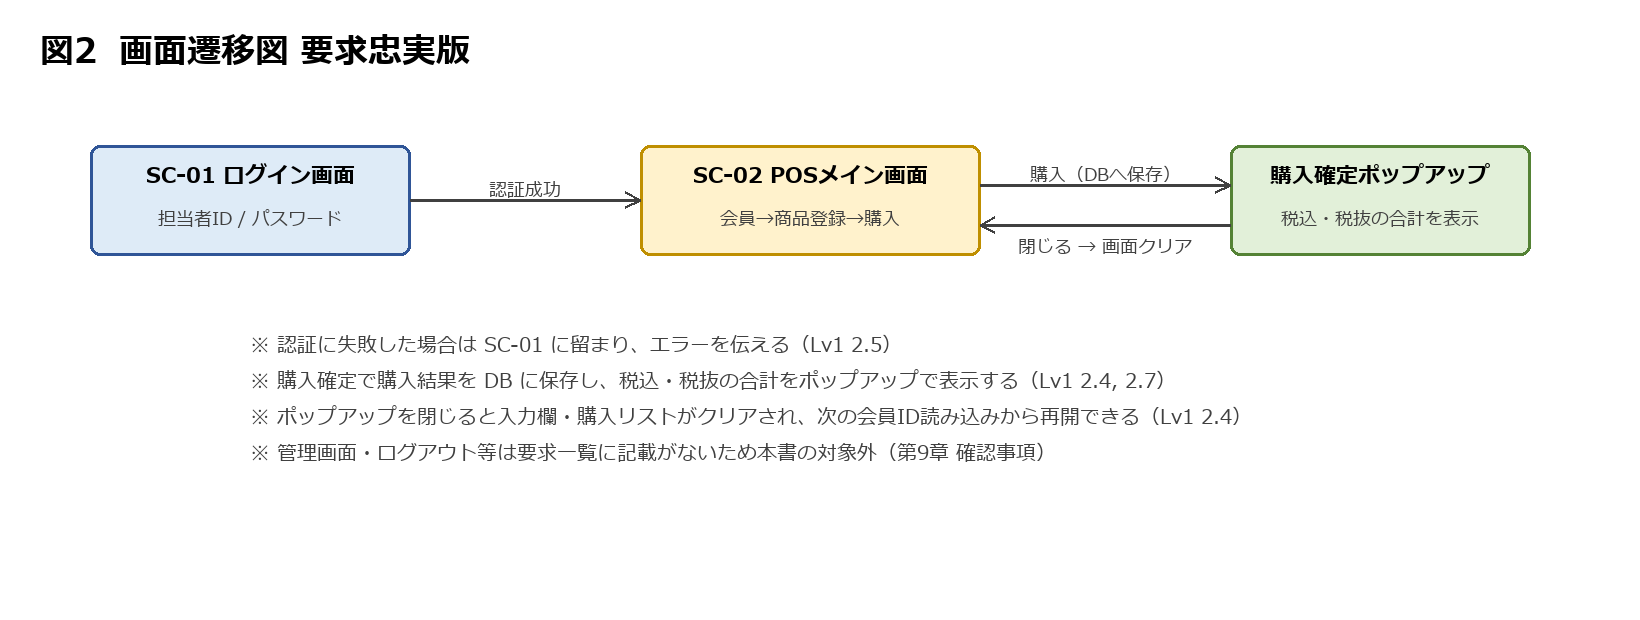 図2 画面遷移図 要求忠実版
SC-01 ログイン画面
担当者ID / パスワード
認証成功
SC-02 POSメイン画面
会員→商品登録→購入
購入（DBへ保存）
閉じる → 画面クリア
購入確定ポップアップ
税込・税抜の合計を表示
※ 認証に失敗した場合は SC-01 に留まり、エラーを伝える（Lv1 2.5）
※ 購入確定で購入結果を DB に保存し、税込・税抜の合計をポップアップで表示する（Lv1 2.4, 2.7）
※ ポップアップを閉じると入力欄・購入リストがクリアされ、次の会員ID読み込みから再開できる（Lv1 2.4）
※ 管理画面・ログアウト等は要求一覧に記載がないため本書の対象外（第9章 確認事項）